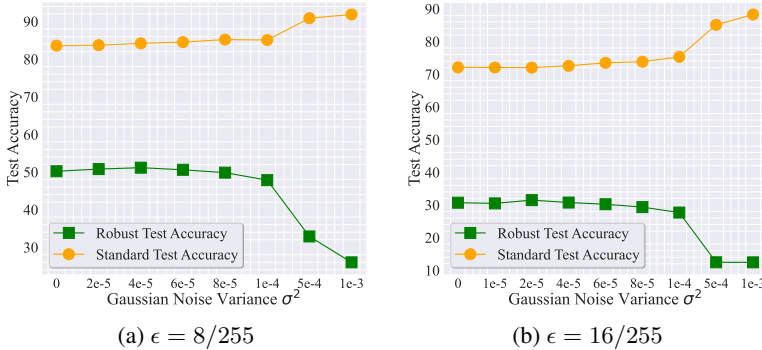 90
80
70
60
50
40
30
Test Accuracy
Robust Test Accuracy
Standard Test Accuracy
0 2e-5 4e-5 6e-5 8e-5 1e-4 5e-4 1e-3
Gaussian Noise Variance σ²
(a) ϵ = 8/255
90
80
70
60
50
40
30
20
10
Test Accuracy
Robust Test Accuracy
Standard Test Accuracy
0 1e-5 2e-5 4e-5 6e-5 8e-5 1e-4 5e-4 1e-3
Gaussian Noise Variance σ²
(b) ϵ = 16/255